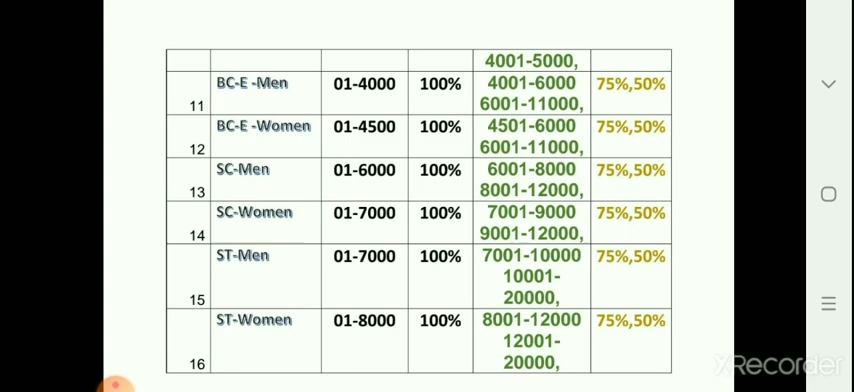 4001-5000,
11 BC-E -Men 01-4000 100% 4001-6000 75%,50%
6001-11000,
12 BC-E -Women 01-4500 100% 4501-6000 75%,50%
6001-11000,
13 SC-Men 01-6000 100% 6001-8000 75%,50%
8001-12000,
14 SC-Women 01-7000 100% 7001-9000 75%,50%
9001-12000,
15 ST-Men 01-7000 100% 7001-10000 75%,50%
10001-
20000,
16 ST-Women 01-8000 100% 8001-12000 75%,50%
12001-
20000,
XRecorder